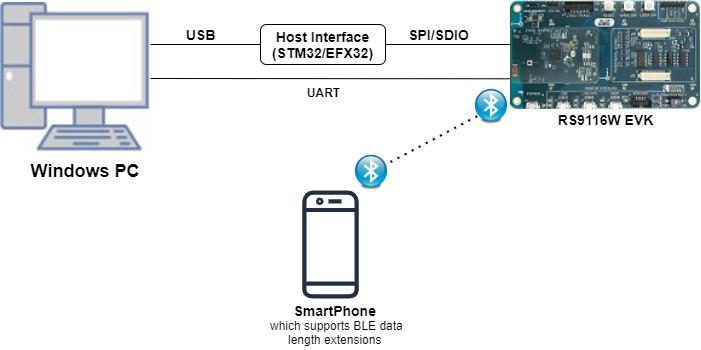 USB
Host Interface
(STM32/EFX32)
SPI/SDIO
UART
RS9116W EVK
Windows PC
SmartPhone
which supports BLE data
length extensions